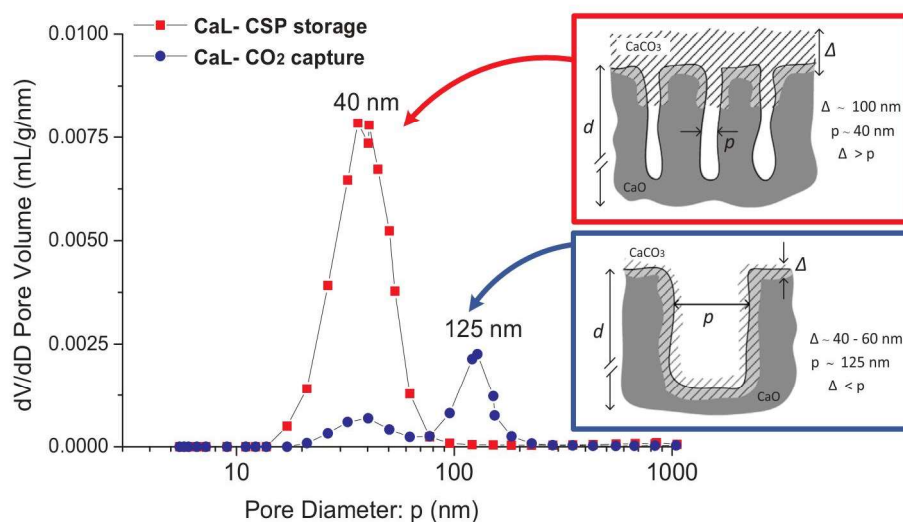 CaL- CSP storage
CaL- CO2 capture
40 nm
125 nm
dV/dD Pore Volume (mL/g/nm)
0.0100
0.0075
0.0050
0.0025
0.0000
10
100
1000
Pore Diameter: p (nm)
CaCO3
Δ
d
p
CaO
Δ ~ 100 nm
p ~ 40 nm
Δ > p
CaCO3
Δ
d
p
CaO
Δ ~ 40 - 60 nm
p ~ 125 nm
Δ < p